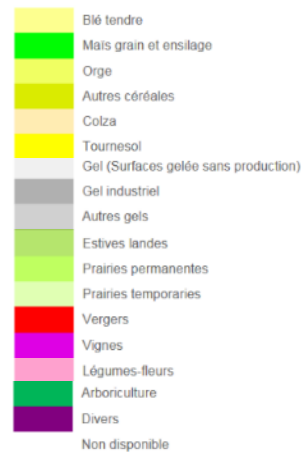 Blé tendre
Maïs grain et ensilage
Orge
Autres céréales
Colza
Tournesol
Gel (Surfaces gelée sans production)
Gel industriel
Autres gels
Estives landes
Prairies permanentes
Prairies temporaries
Vergers
Vignes
Légumes-fleurs
Arboriculture
Divers
Non disponible